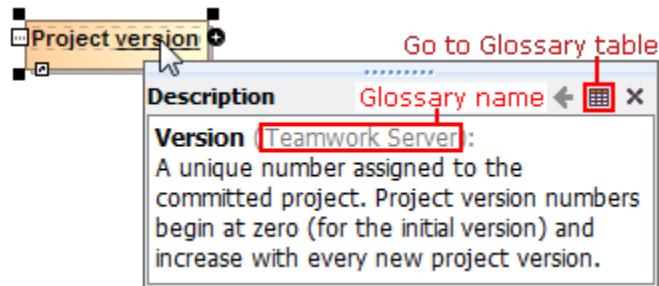 Project version
Go to Glossary table
Description
Glossary name
Version (Teamwork Server):
A unique number assigned to the
committed project. Project version numbers
begin at zero (for the initial version) and
increase with every new project version.